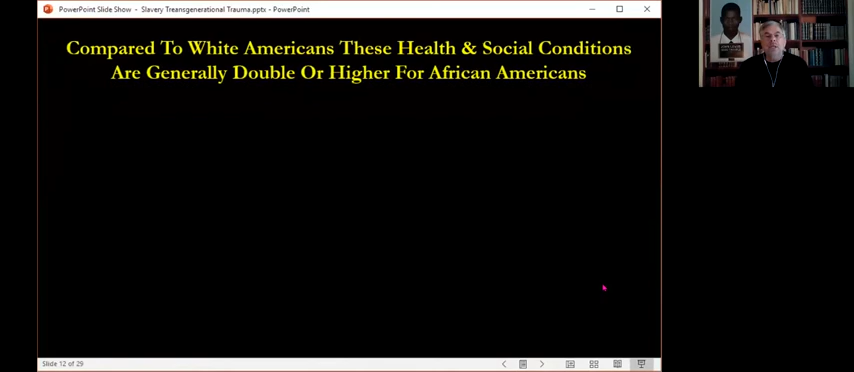 PowerPoint Slide Show - Slavery Treansgenerational Trauma.pptx - PowerPoint
Compared To White Americans These Health & Social Conditions
Are Generally Double Or Higher For African Americans
Slide 12 of 29